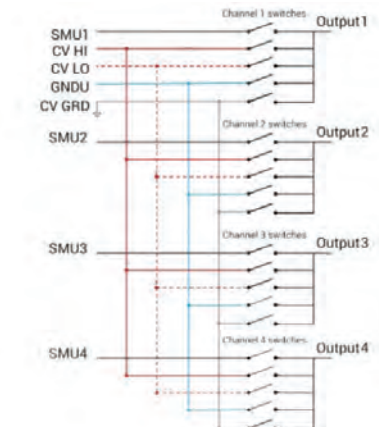 Channel 1 switches
Output1
SMU1
CV HI
CV LO
GNDU
CV GRD
Channel 2 switches
Output2
SMU2
Channel 3 switches
Output3
SMU3
Channel 4 switches
Output4
SMU4